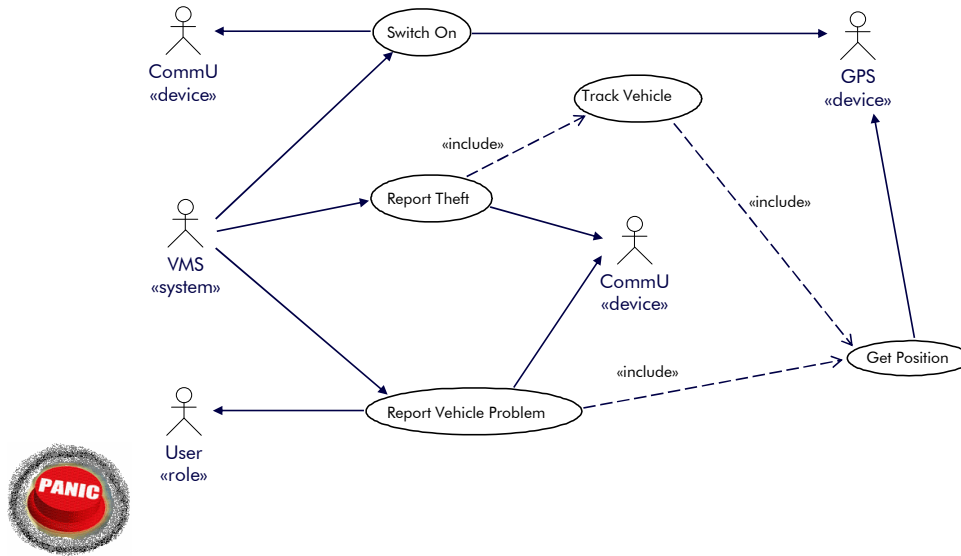 Switch On
CommU
«device»
GPS
«device»
Track Vehicle
«include»
Report Theft
«include»
VMS
«system»
CommU
«device»
Get Position
«include»
Report Vehicle Problem
User
«role»
PANIC